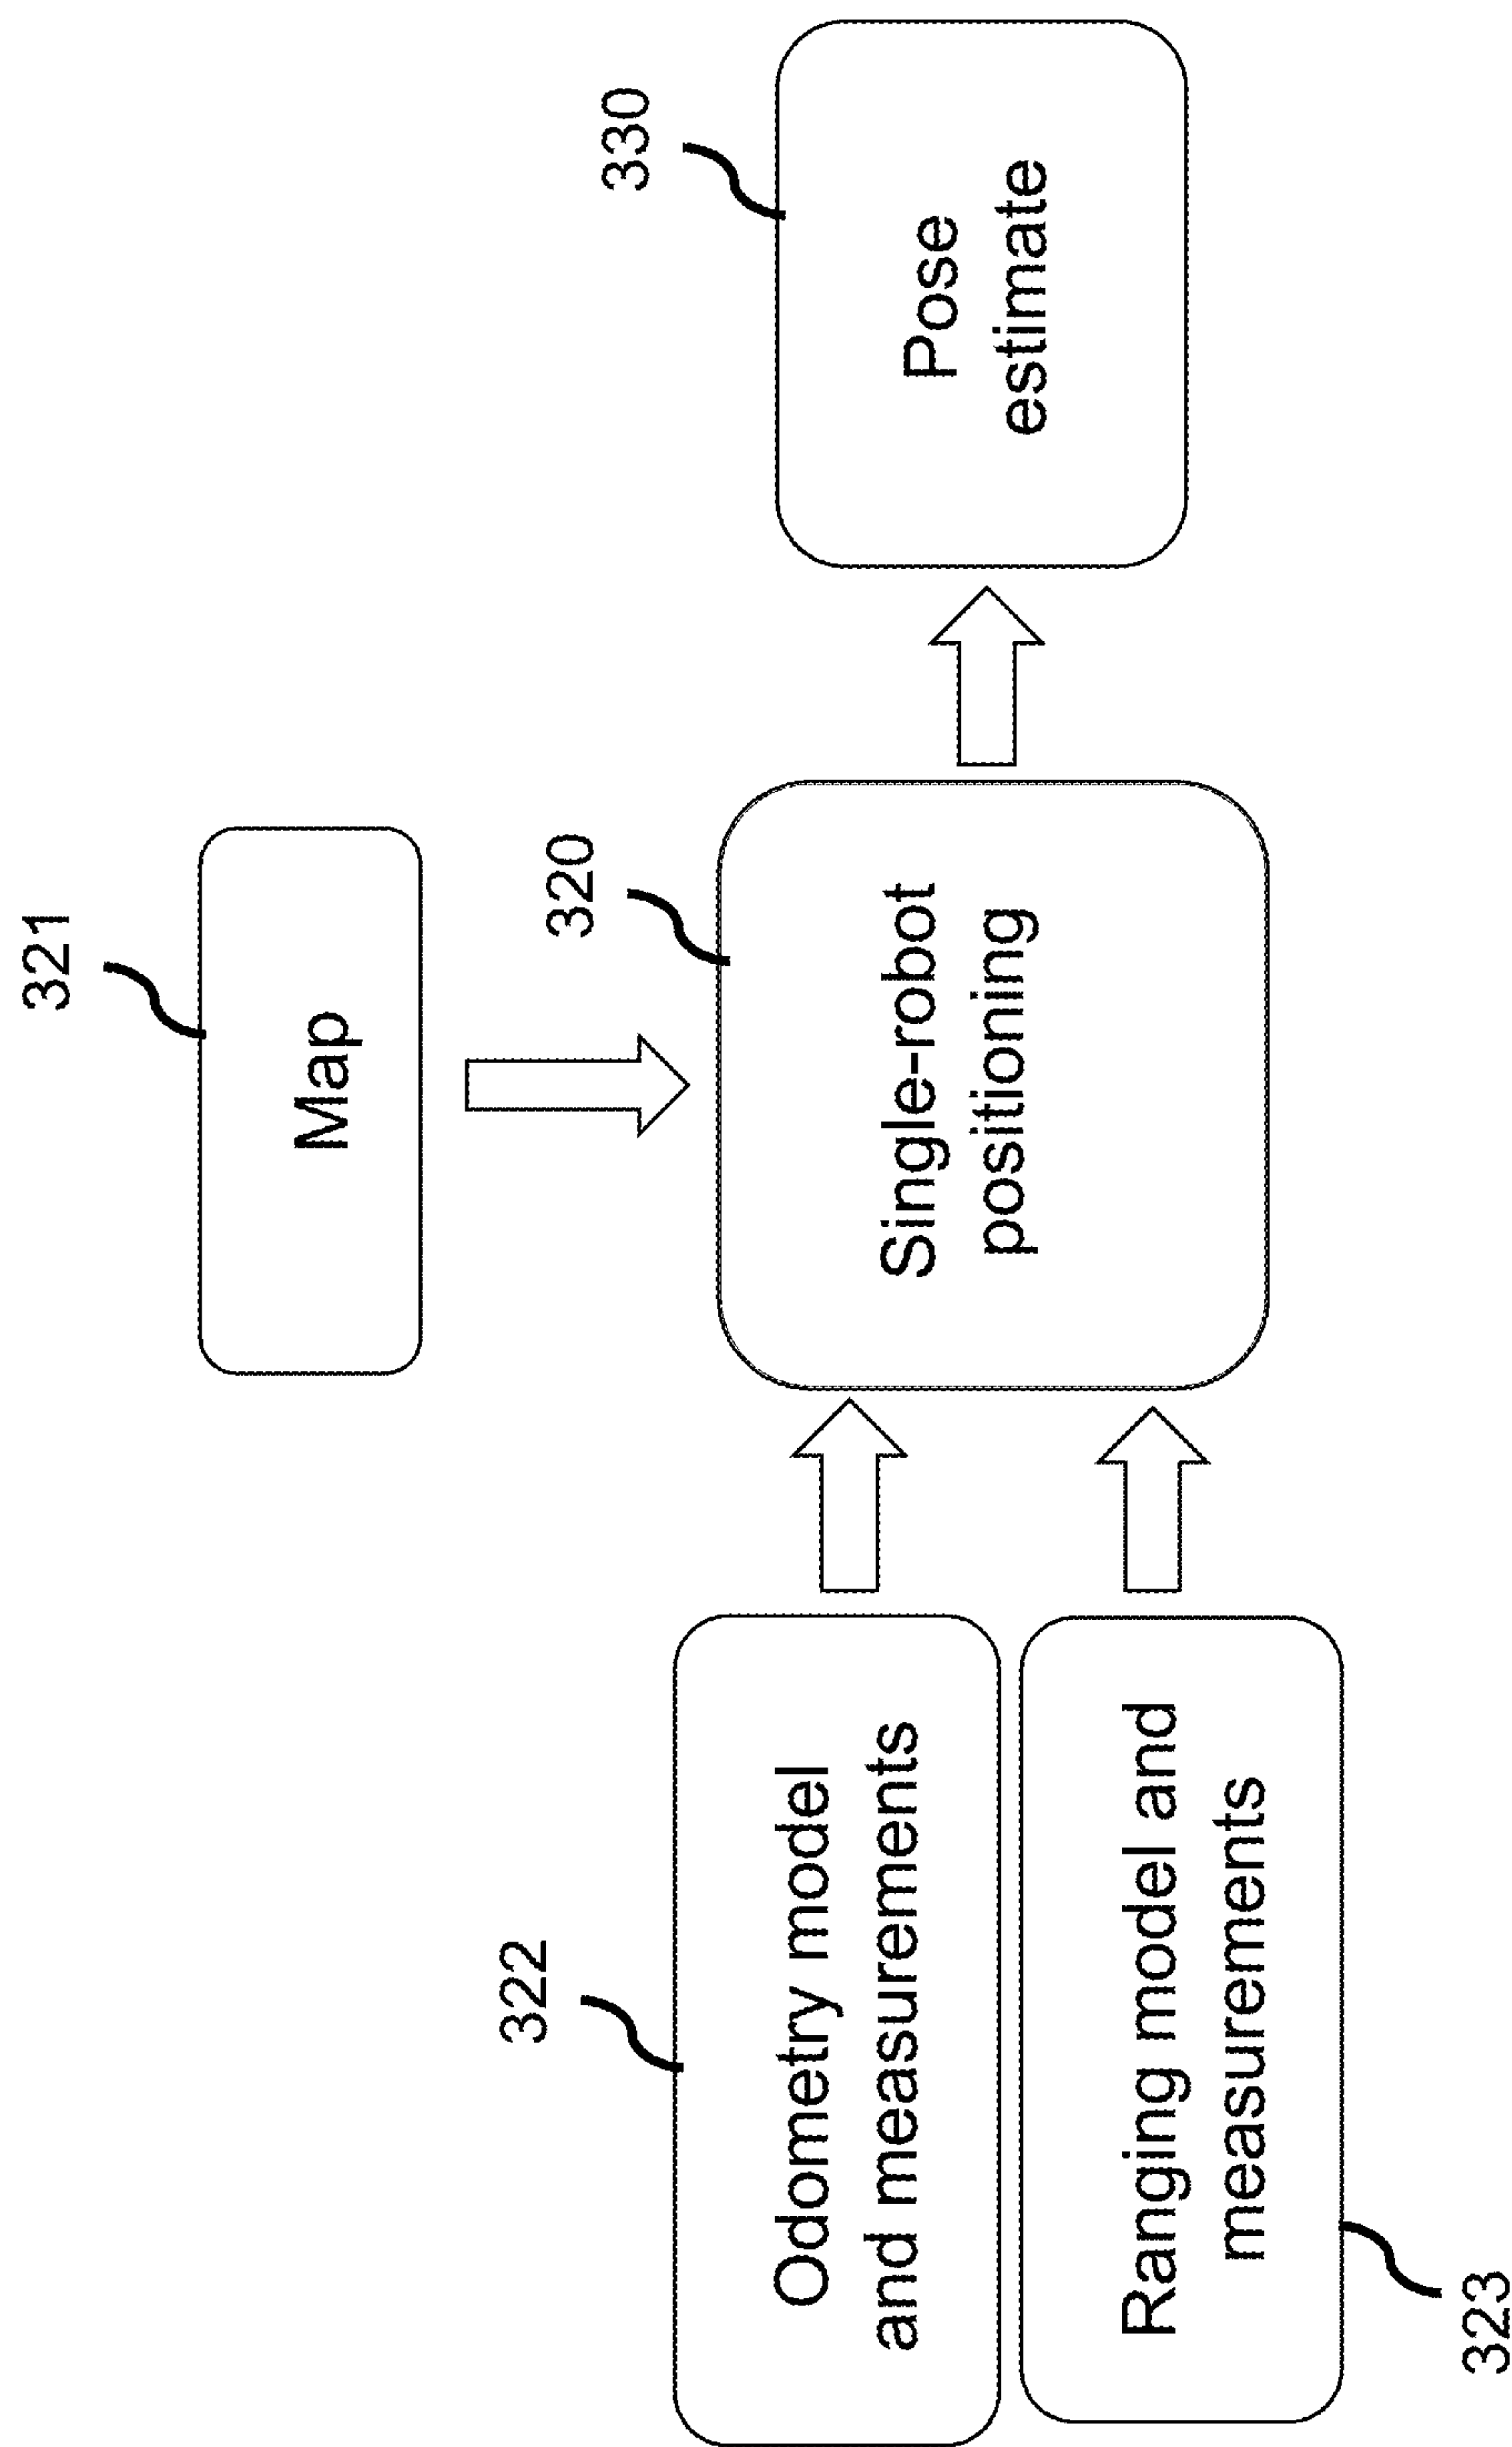 321
Map
320
Single-robot
positioning
330
Pose
estimate
322
Odometry model
and measurements
Ranging model and
measurements
323